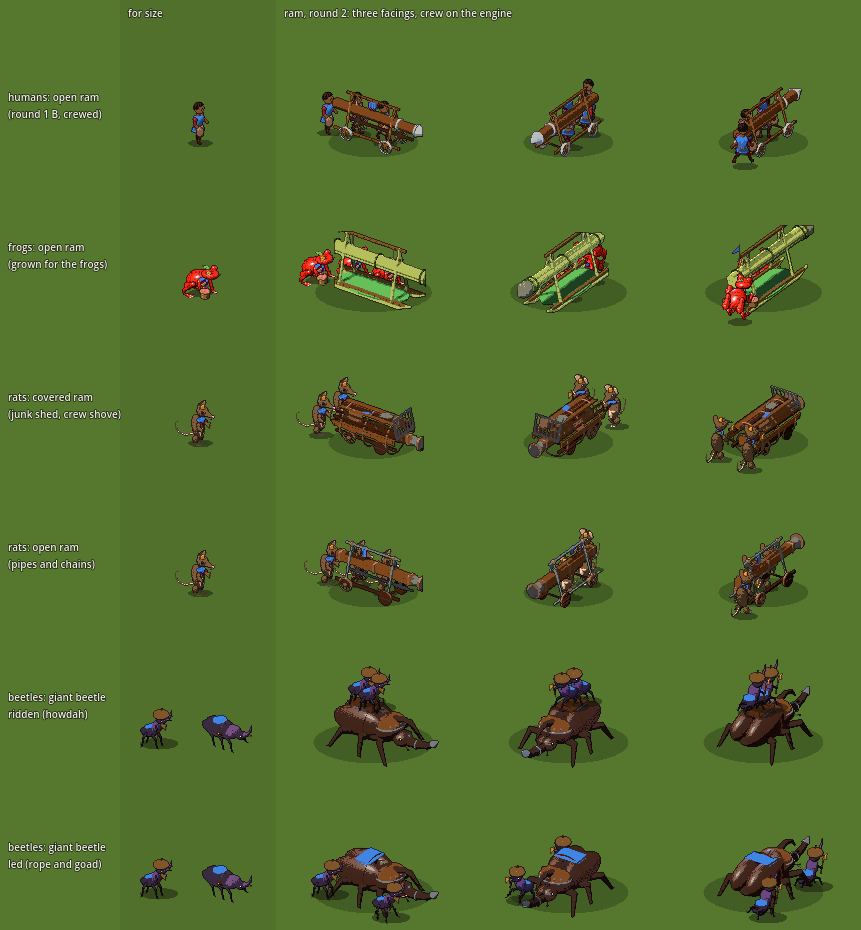 for size
ram, round 2: three facings, crew on the engine
humans: open ram
(round 1 B, crewed)
frogs: open ram
(grown for the frogs)
rats: covered ram
(junk shed, crew shove)
rats: open ram
(pipes and chains)
beetles: giant beetle
ridden (howdah)
beetles: giant beetle
led (rope and goad)